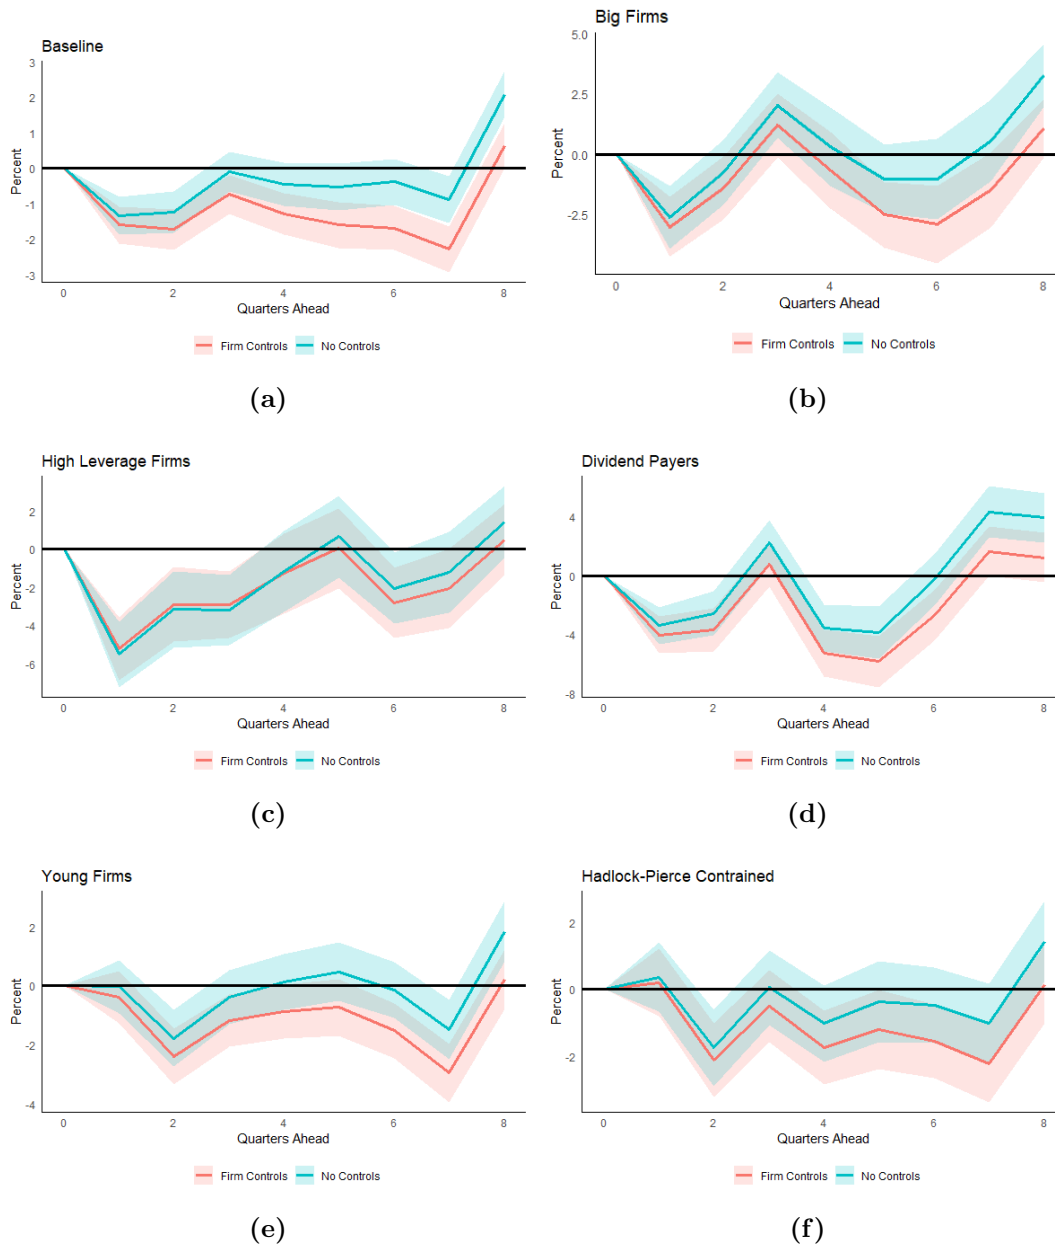 Baseline
3
2
1
0
-1
-2
-3
Percent
0 2 4 6 8
Quarters Ahead
Firm Controls No Controls
(a)
Big Firms
5.0
2.5
0.0
-2.5
Percent
0 2 4 6 8
Quarters Ahead
Firm Controls No Controls
(b)
High Leverage Firms
2
0
-2
-4
-6
Percent
0 2 4 6 8
Quarters Ahead
Firm Controls No Controls
(c)
Dividend Payers
4
0
-4
-8
Percent
0 2 4 6 8
Quarters Ahead
Firm Controls No Controls
(d)
Young Firms
2
0
-2
-4
Percent
0 2 4 6 8
Quarters Ahead
Firm Controls No Controls
(e)
Hadlock-Pierce Contrained
2
0
-2
Percent
0 2 4 6 8
Quarters Ahead
Firm Controls No Controls
(f)